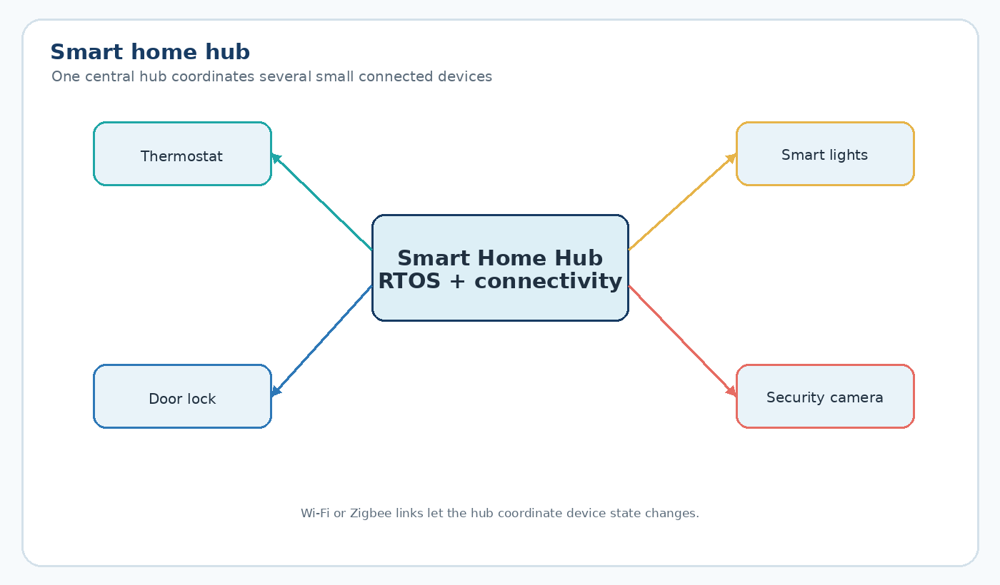 Smart home hub
One central hub coordinates several small connected devices
Thermostat
Smart lights
Smart Home Hub
RTOS + connectivity
Door lock
Security camera
Wi-Fi or Zigbee links let the hub coordinate device state changes.